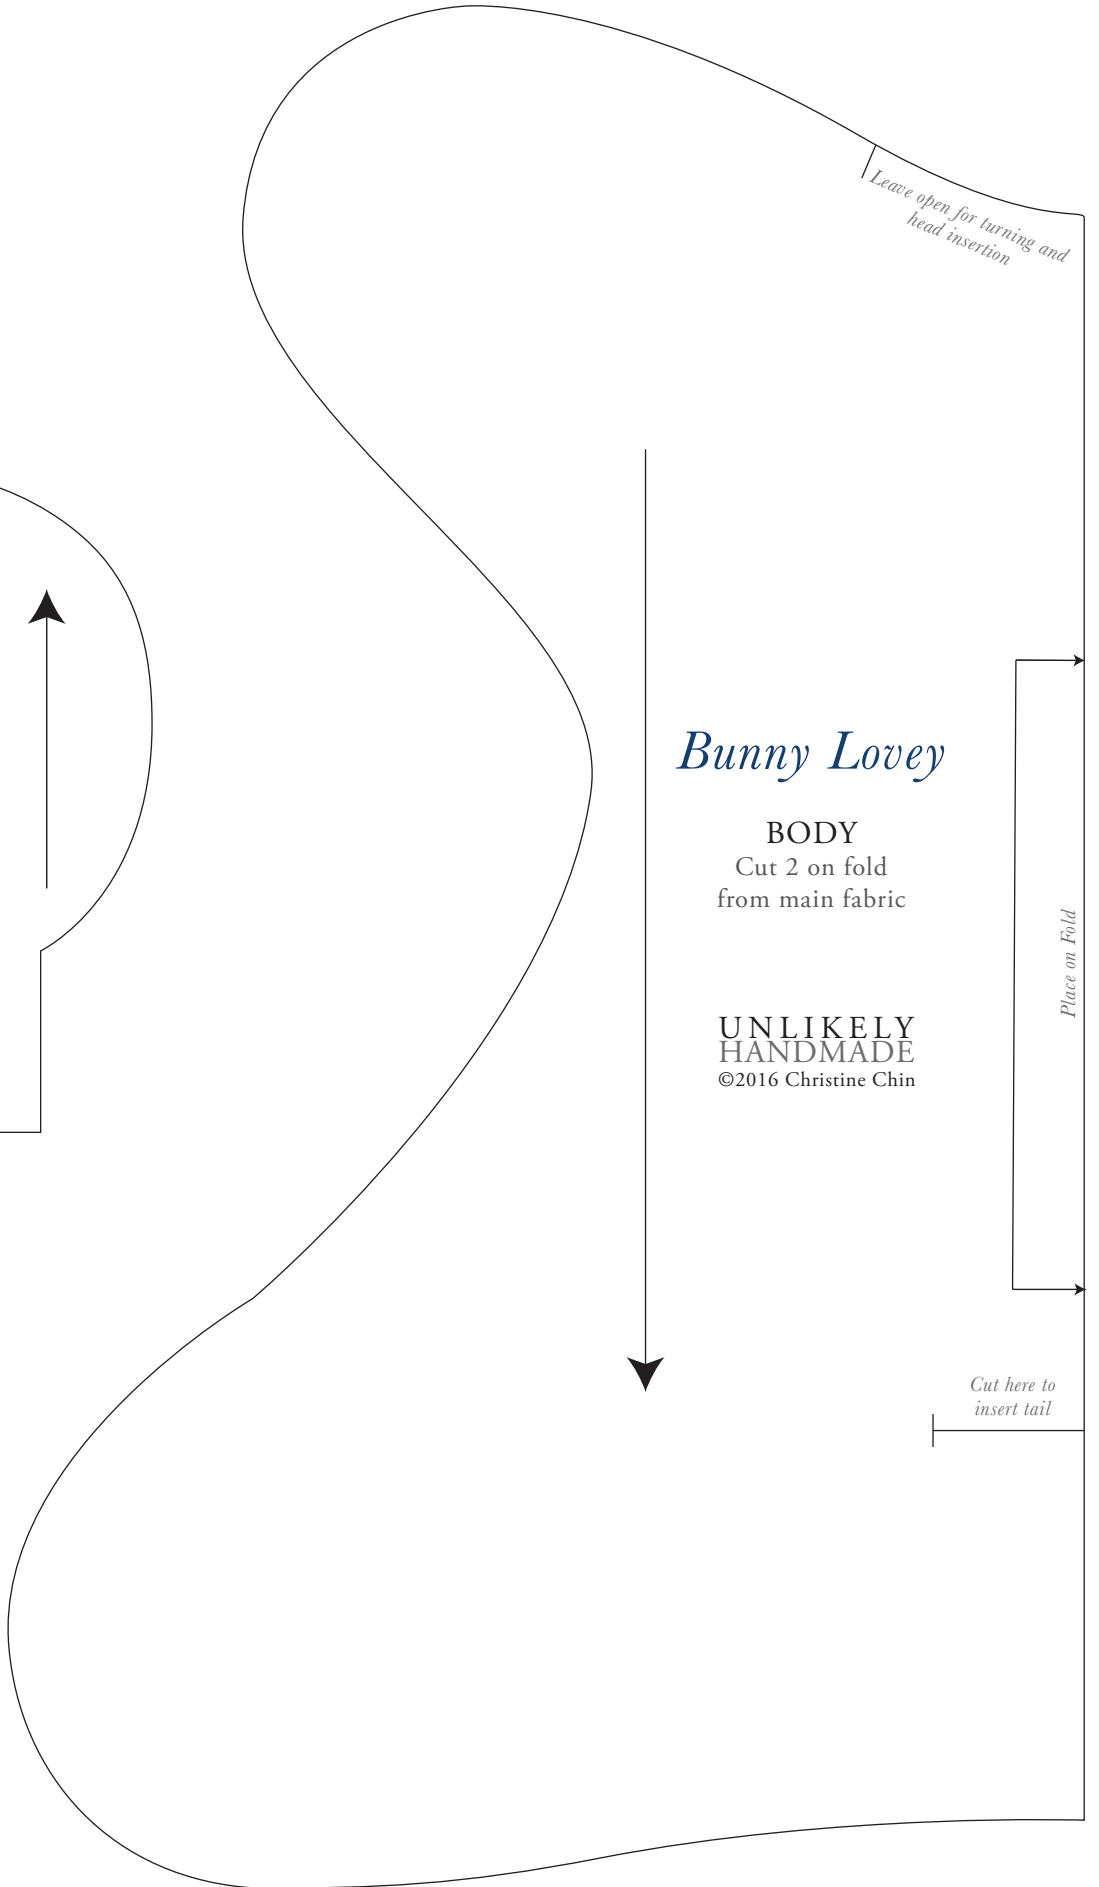 Leave open for turning and
head insertion
Bunny Lovey
BODY
Cut 2 on fold
from main fabric
Place on Fold
UNLIKELY
HANDMADE
©2016 Christine Chin
Cut here to
insert tail